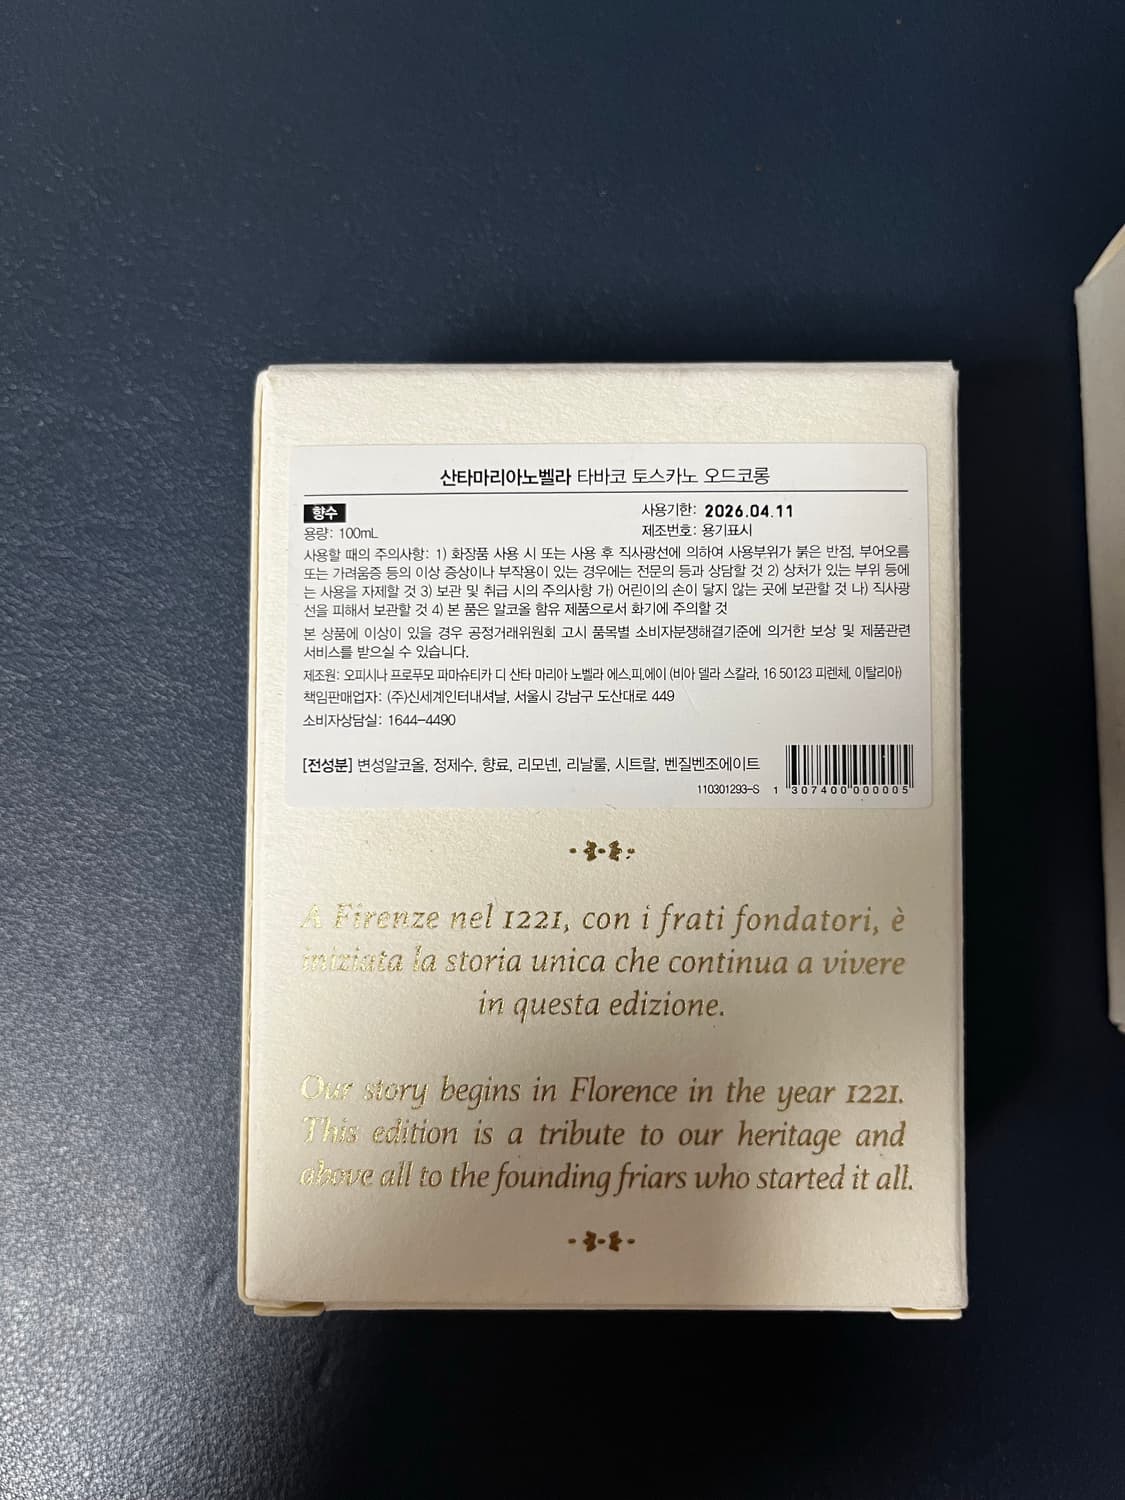 산타마리아노벨라 타바코 토스카노 오드코롱
향수
사용기한: 2026.04.11
용량: 100mL
제조번호: 용기표시
사용할 때의 주의사항: 1) 화장품 사용 시 또는 사용 후 직사광선에 의하여 사용부위가 붉은 반점, 부어오름
또는 가려움증 등의 이상 증상이나 부작용이 있는 경우에는 전문의 등과 상담할 것 2) 상처가 있는 부위 등에
는 사용을 자제할 것 3) 보관 및 취급 시의 주의사항 가) 어린이의 손이 닿지 않는 곳에 보관할 것 나) 직사광
선을 피해서 보관할 것 4) 본 품은 알코올 함유 제품으로서 화기에 주의할 것
본 상품에 이상이 있을 경우 공정거래위원회 고시 품목별 소비자분쟁해결기준에 의거한 보상 및 제품관련
서비스를 받으실 수 있습니다.
제조원: 오피시나 프로푸모 파마슈티카 디 산타 마리아 노벨라 에스.피.에이 (비아 델라 스칼라, 16 50123 피렌체, 이탈리아)
책임판매업자: (주)신세계인터내셔날, 서울시 강남구 도산대로 449
소비자상담실: 1644-4490
[전성분] 변성알코올, 정제수, 향료, 리모넨, 리날룰, 시트랄, 벤질벤조에이트
110301293-S 1 307400 000005
A Firenze nel 1221, con i frati fondatori, è
iniziata la storia unica che continua a vivere
in questa edizione.
Our story begins in Florence in the year 1221.
This edition is a tribute to our heritage and
above all to the founding friars who started it all.